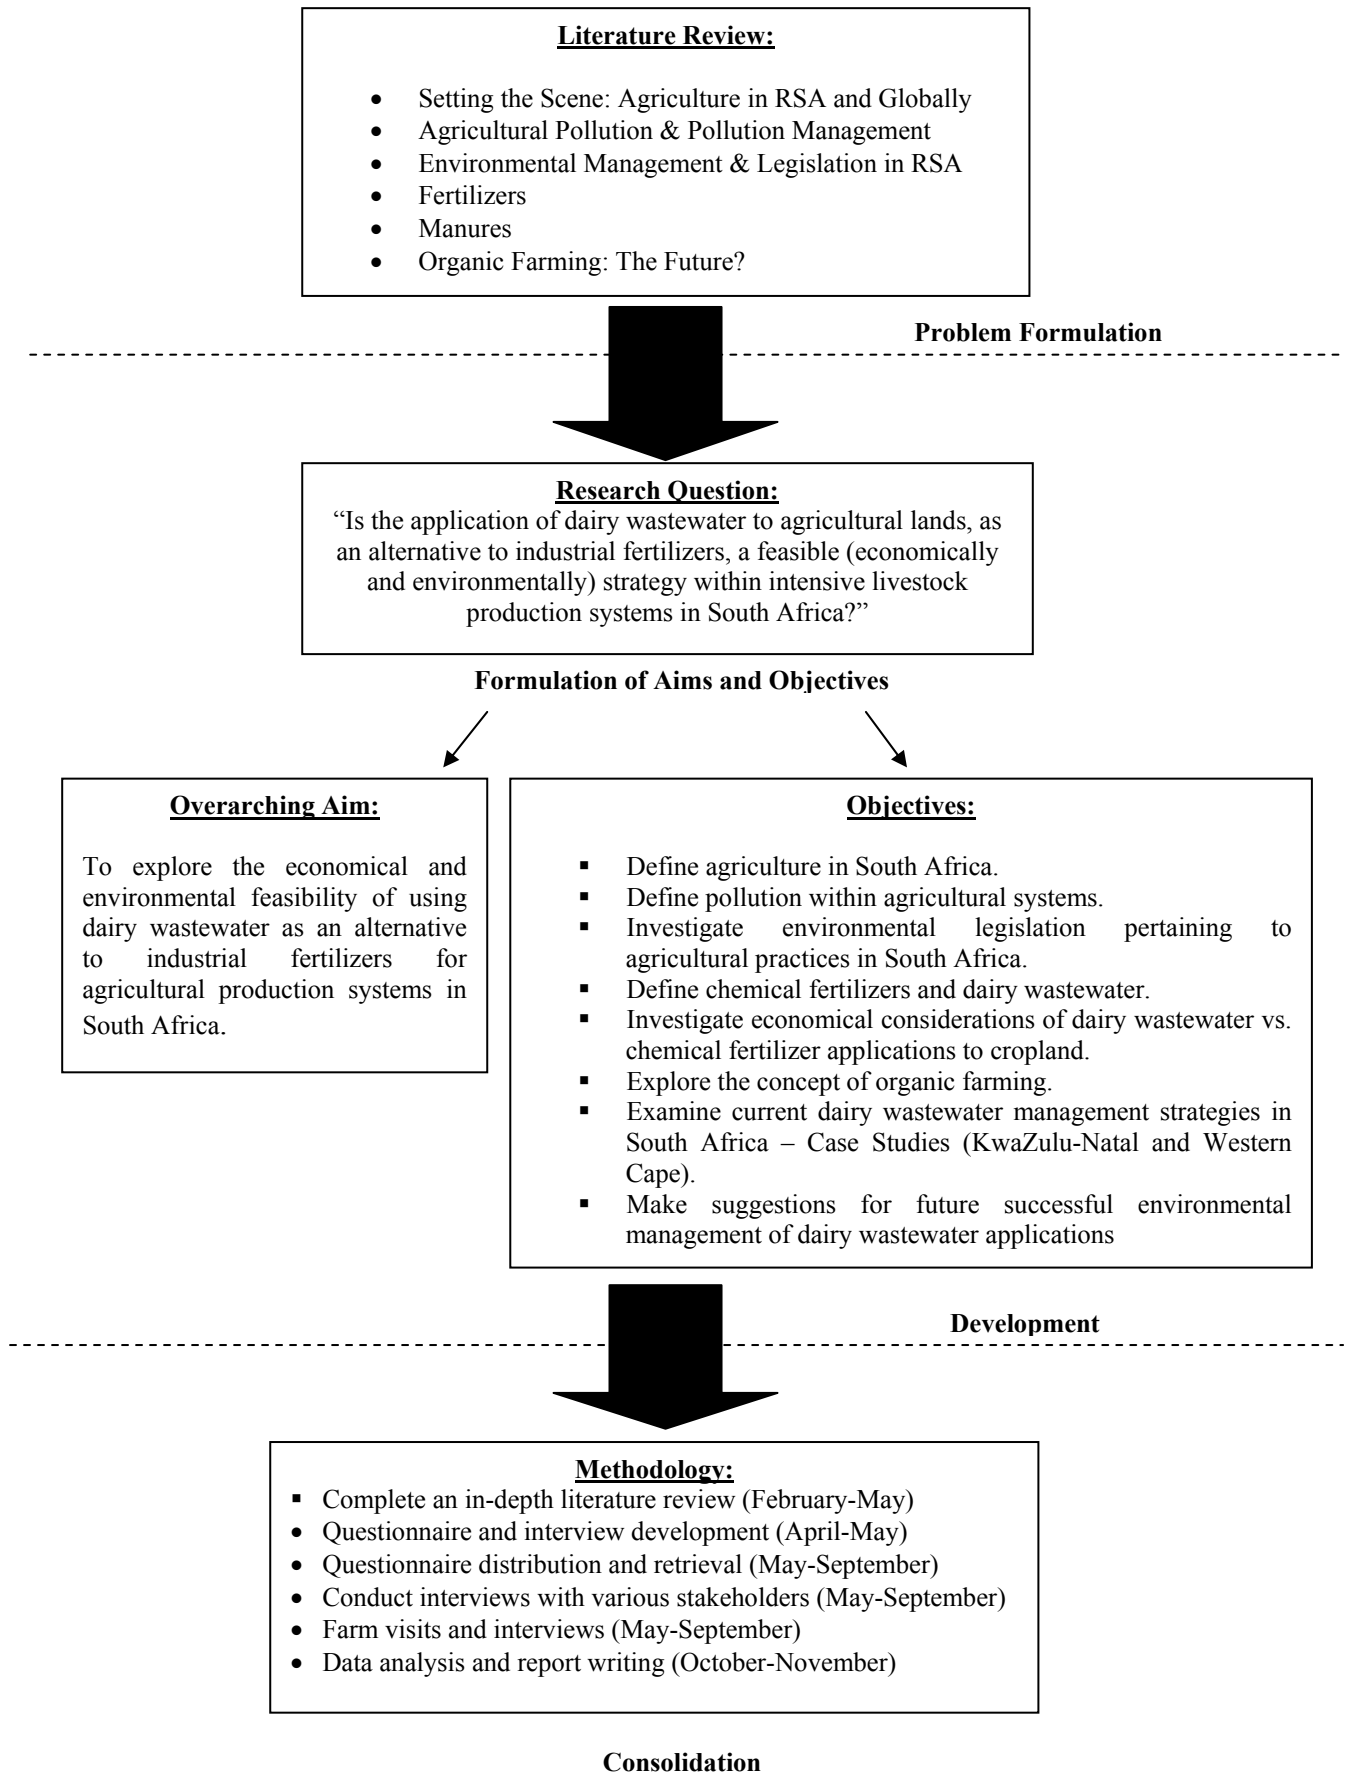 Literature Review:
• Setting the Scene: Agriculture in RSA and Globally
• Agricultural Pollution & Pollution Management
• Environmental Management & Legislation in RSA
• Fertilizers
• Manures
• Organic Farming: The Future?
Problem Formulation
Research Question:
“Is the application of dairy wastewater to agricultural lands, as
an alternative to industrial fertilizers, a feasible (economically
and environmentally) strategy within intensive livestock
production systems in South Africa?”
Formulation of Aims and Objectives
Overarching Aim:
To explore the economical and
environmental feasibility of using
dairy wastewater as an alternative
to industrial fertilizers for
agricultural production systems in
South Africa.
Objectives:
▪ Define agriculture in South Africa.
▪ Define pollution within agricultural systems.
▪ Investigate environmental legislation pertaining to
agricultural practices in South Africa.
▪ Define chemical fertilizers and dairy wastewater.
▪ Investigate economical considerations of dairy wastewater vs.
chemical fertilizer applications to cropland.
▪ Explore the concept of organic farming.
▪ Examine current dairy wastewater management strategies in
South Africa – Case Studies (KwaZulu-Natal and Western
Cape).
▪ Make suggestions for future successful environmental
management of dairy wastewater applications
Development
Methodology:
▪ Complete an in-depth literature review (February-May)
• Questionnaire and interview development (April-May)
• Questionnaire distribution and retrieval (May-September)
• Conduct interviews with various stakeholders (May-September)
• Farm visits and interviews (May-September)
• Data analysis and report writing (October-November)
Consolidation